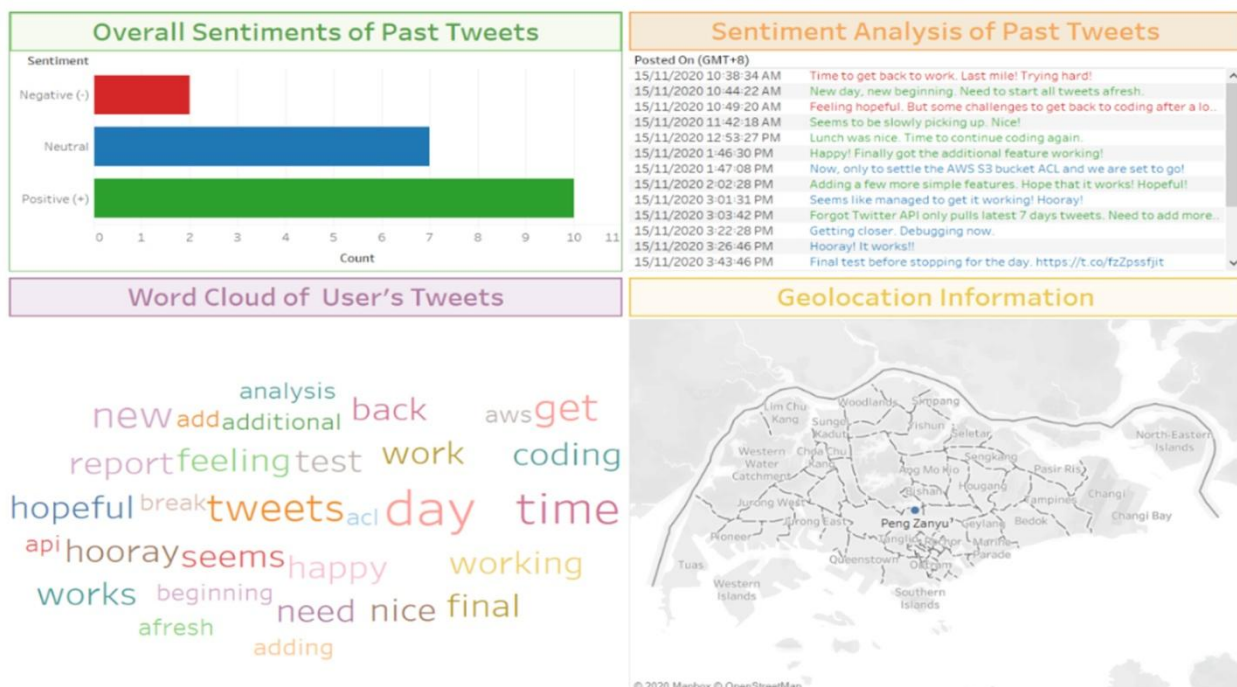 Overall Sentiments of Past Tweets
Sentiment
Negative (-)
Neutral
Positive (+)
0 1 2 3 4 5 6 7 8 9 10 11
Count
Sentiment Analysis of Past Tweets
Posted On (GMT+8)
15/11/2020 10:38:34 AM Time to get back to work. Last mile! Trying hard!
15/11/2020 10:44:22 AM New day, new beginning. Need to start all tweets afresh.
15/11/2020 10:49:20 AM Feeling hopeful. But some challenges to get back to coding after a lo..
15/11/2020 11:42:18 AM Seems to be slowly picking up. Nice!
15/11/2020 12:53:27 PM Lunch was nice. Time to continue coding again.
15/11/2020 1:46:30 PM Happy! Finally got the additional feature working!
15/11/2020 1:47:08 PM Now, only to settle the AWS S3 bucket ACL and we are set to go!
15/11/2020 2:02:28 PM Adding a few more simple features. Hope that it works! Hopeful!
15/11/2020 3:01:31 PM Seems like managed to get it working! Hooray!
15/11/2020 3:03:42 PM Forgot Twitter API only pulls latest 7 days tweets. Need to add more..
15/11/2020 3:22:28 PM Getting closer. Debugging now.
15/11/2020 3:26:46 PM Hooray! It works!!
15/11/2020 3:43:46 PM Final test before stopping for the day. https://t.co/fzZpssfjit
Word Cloud of User's Tweets
analysis
new add additional back aws get
report feeling test work coding
hopeful break tweets acl day time
api hooray seems happy working
works beginning need nice final
afresh
adding
Geolocation Information
Lim Chu Kang
Woodlands
Simpang
Sungei Kadut
Yishun
Seletar
North-Eastern Islands
Western Water Catchment
Choa Chu Kang
Sengkang
Ang Mo Kio
Pasir Ris
Hougang
Bishan
Jurong West
Tampines
Changi
Changi Bay
Jurong East
Peng Zanyu
Geylang
Bedok
Pioneer
Tanglin
Rochor
Marine Parade
Queenstown
Outram
Tuas
Western Islands
Southern Islands
© 2020 Mapbox © OpenStreetMap